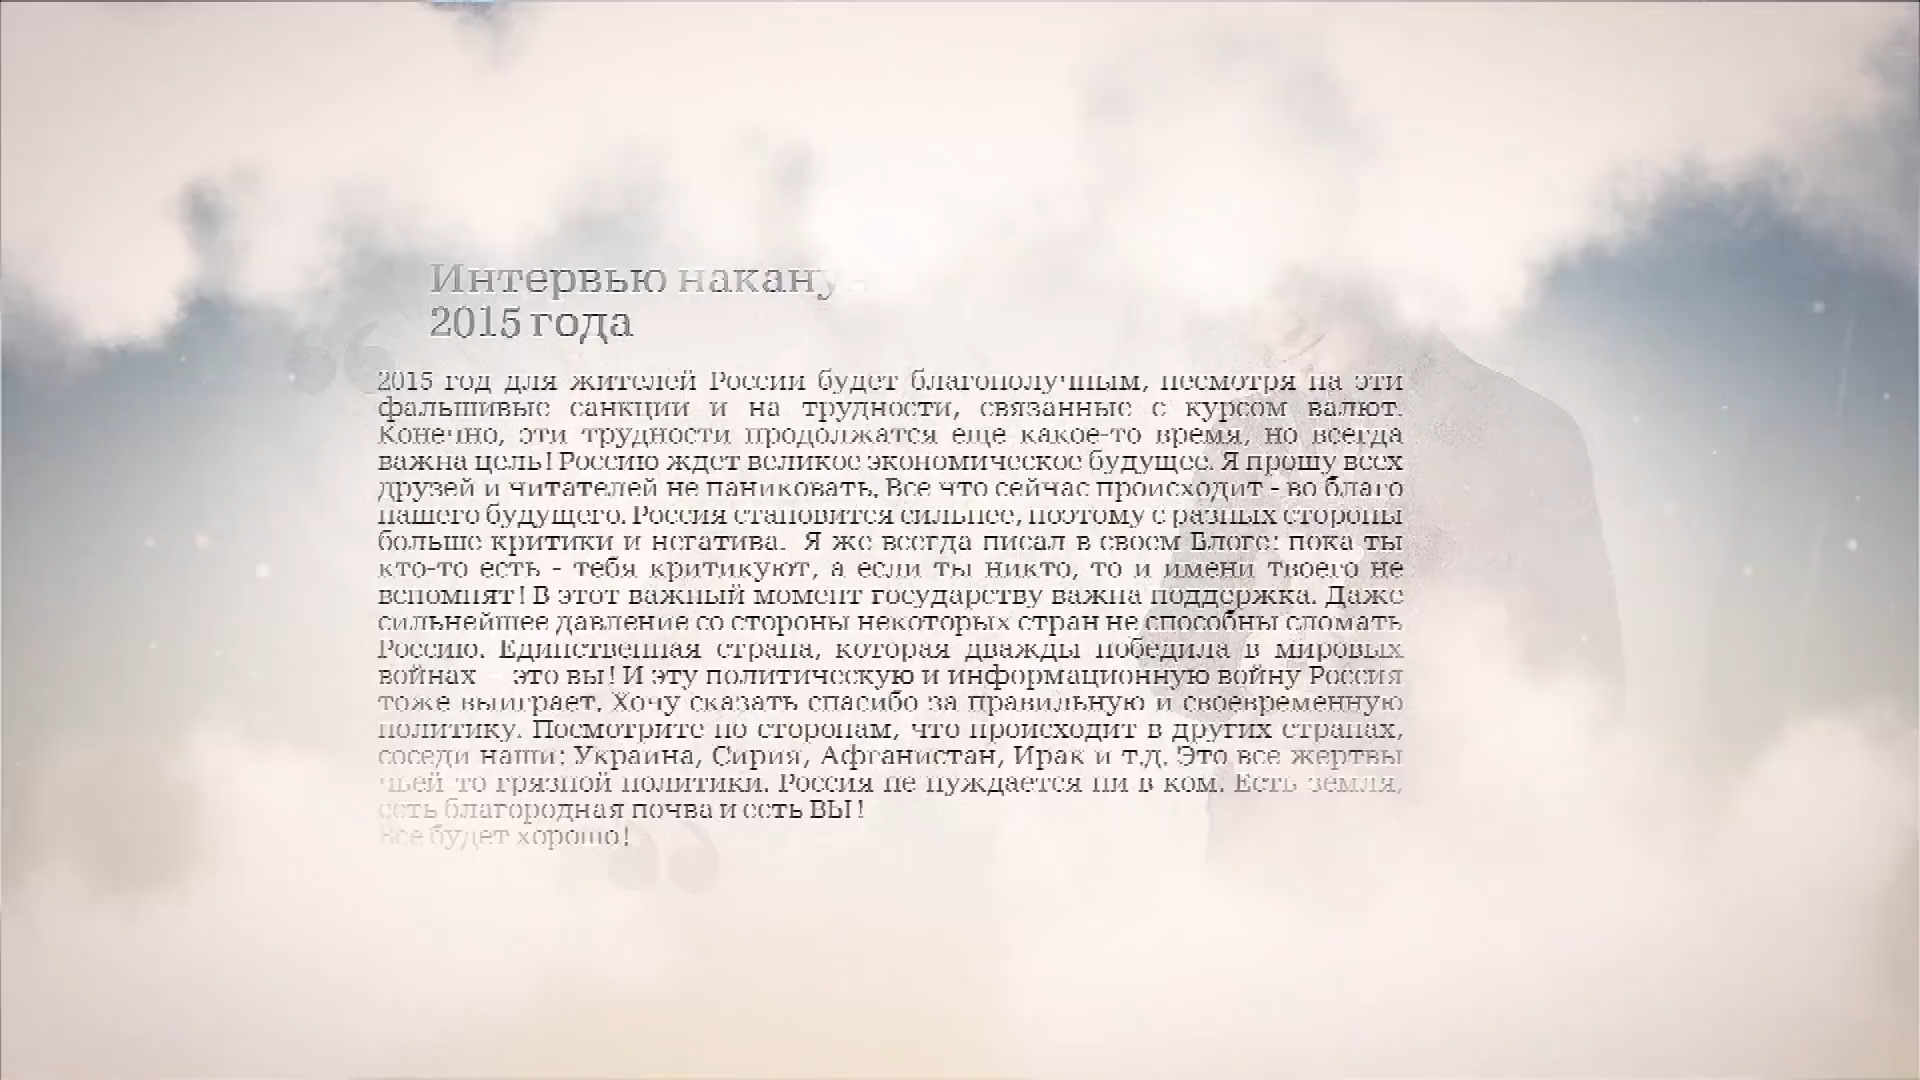 Интервью накану
2015 года
2015 год для жителей России будет благополучным, несмотря на эти
фальшивые санкции и на трудности, связанные с курсом валют.
Конечно, эти трудности продолжатся еще какое-то время, но всегда
важна цель! Россию ждет великое экономическое будущее. Я прошу всех
друзей и читателей не паниковать. Все что сейчас происходит - во благо
нашего будущего. Россия становится сильнее, поэтому с разных стороны
больше критики и негатива. Я же всегда писал в своем Блоге: пока ты
кто-то есть - тебя критикуют, а если ты никто, то и имени твоего не
вспомнят! В этот важный момент государству важна поддержка. Даже
сильнейшее давление со стороны некоторых стран не способны сломать
Россию. Единственная страна, которая дважды победила в мировых
войнах – это вы! И эту политическую и информационную войну Россия
тоже выиграет. Хочу сказать спасибо за правильную и своевременную
политику. Посмотрите по сторонам, что происходит в других странах,
соседи наши: Украина, Сирия, Афганистан, Ирак и т.д. Это все жертвы
чьей то грязной политики. Россия не нуждается ни в ком. Есть земля,
есть благородная почва и есть ВЫ!
Все будет хорошо!